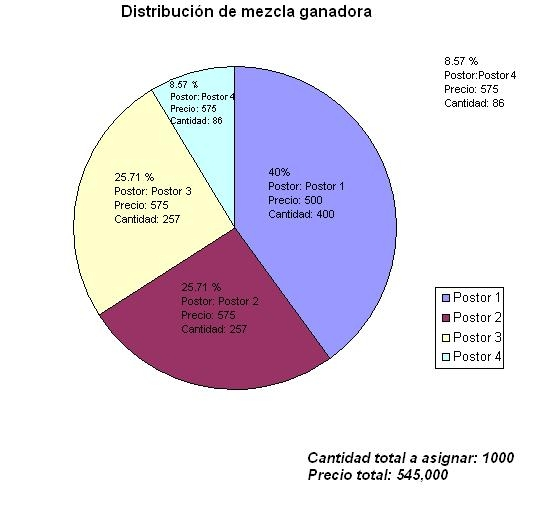 Distribución de mezcla ganadora
8.57 %
Postor:Postor 4
Precio: 575
Cantidad: 86
8.57 %
Postor: Postor 4
Precio: 575
Cantidad: 86
40%
Postor: Postor 1
Precio: 500
Cantidad: 400
25.71 %
Postor: Postor 3
Precio: 575
Cantidad: 257
25.71 %
Postor: Postor 2
Precio: 575
Cantidad: 257
Postor 1
Postor 2
Postor 3
Postor 4
Cantidad total a asignar: 1000
Precio total: 545,000